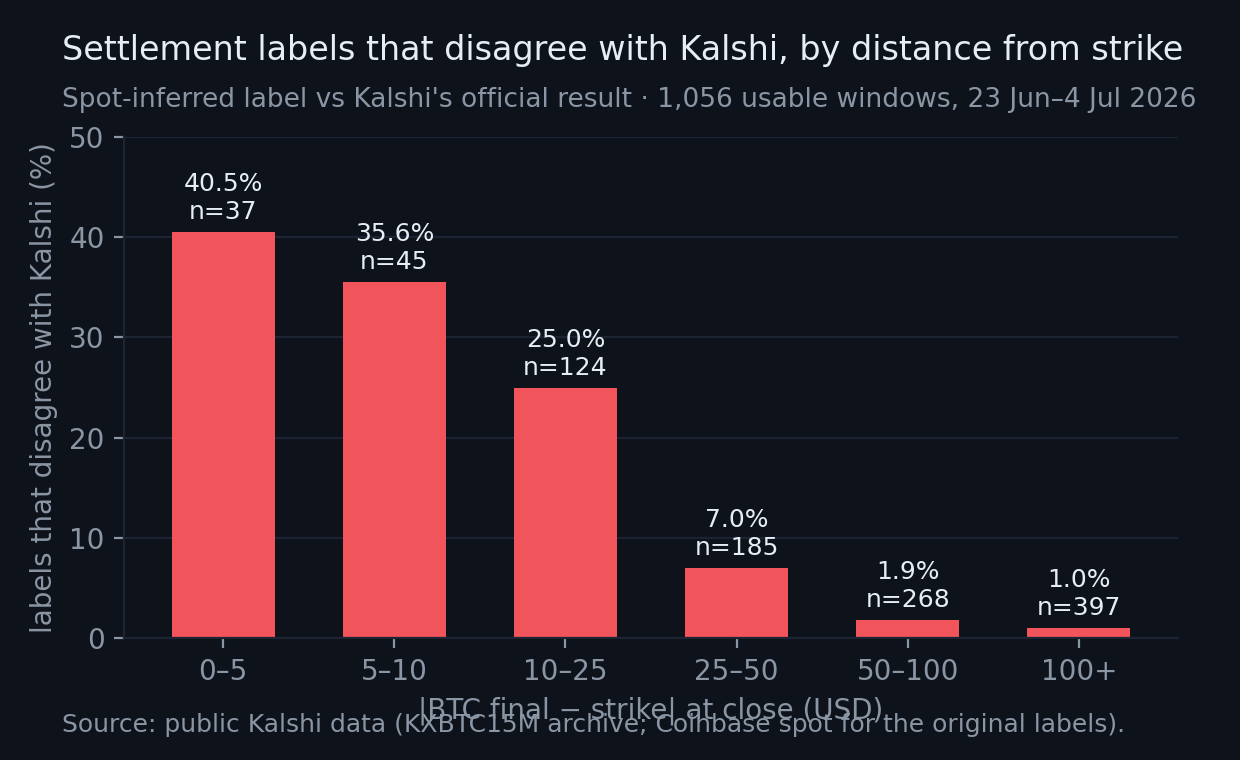 Settlement labels that disagree with Kalshi, by distance from strike
Spot-inferred label vs Kalshi's official result · 1,056 usable windows, 23 Jun–4 Jul 2026
labels that disagree with Kalshi (%)
50
40
30
20
10
0
40.5%
n=37
35.6%
n=45
25.0%
n=124
7.0%
n=185
1.9%
n=268
1.0%
n=397
0–5
5–10
10–25
25–50
50–100
100+
|BTC final − strike| at close (USD)
Source: public Kalshi data (KXBTC15M archive; Coinbase spot for the original labels).